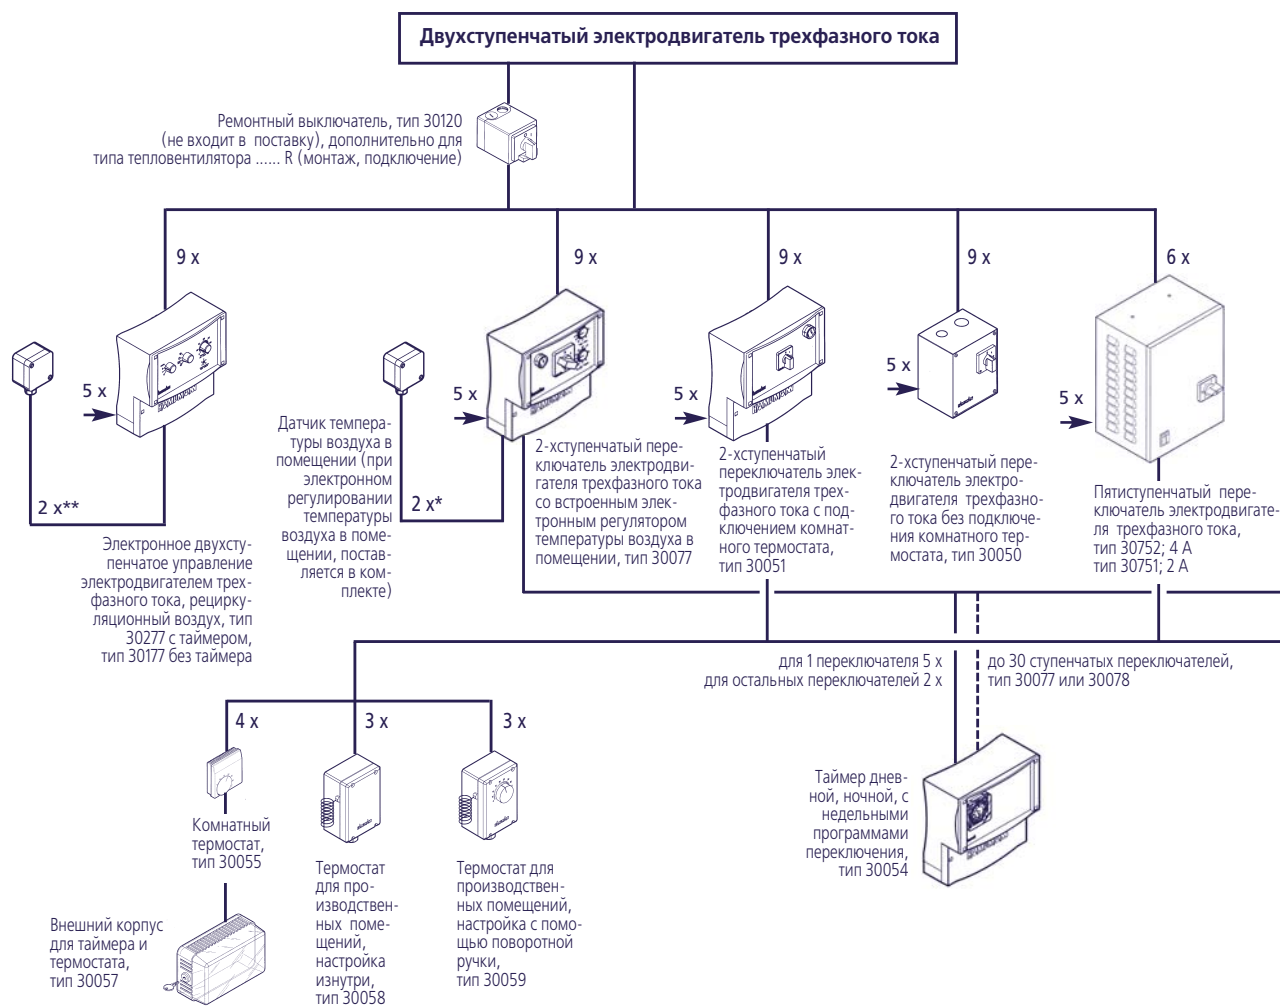 Двухступенчатый электродвигатель трехфазного тока
Ремонтный выключатель, тип 30120
(не входит в поставку), дополнительно для
типа тепловентилятора ...... R (монтаж, подключение)
9 x
9 x
9 x
9 x
6 x
5 x
5 x
5 x
5 x
5 x
2 x**
2 x*
Электронное двухсту-
пенчатое управление
электродвигателем трех-
фазного тока, рецирку-
ляционный воздух, тип
30277 с таймером,
тип 30177 без таймера
Датчик темпера-
туры воздуха в
помещении (при
электронном
регулировании
температуры
воздуха в поме-
щении, постав-
ляется в ком-
плекте)
2-хступенчатый пере-
ключатель электродви-
гателя трехфазного тока
со встроенным элек-
тронным регулятором
температуры воздуха в
помещении, тип 30077
2-хступенчатый
переключатель элек-
тродвигателя трех-
фазного тока с под-
ключением комнат-
ного термостата,
тип 30051
2-хступенчатый пере-
ключатель электро-
двигателя трехфазно-
го тока без подключе-
ния комнатного тер-
мостата, тип 30050
Пятиступенчатый пере-
ключатель электродвигате-
ля трехфазного тока,
тип 30752; 4 А
тип 30751; 2 А
для 1 переключателя 5 x
для остальных переключателей 2 x
до 30 ступенчатых переключателей,
тип 30077 или 30078
4 x
3 x
3 x
Комнатный
термостат,
тип 30055
Внешний корпус
для таймера и
термостата,
тип 30057
Термостат
для про-
изводствен-
ных поме-
щений,
настройка
изнутри,
тип 30058
Термостат для
производствен-
ных помещений,
настройка с помо-
щью поворотной
ручки,
тип 30059
Таймер днев-
ной, ночной, с
недельными
программами
переключения,
тип 30054